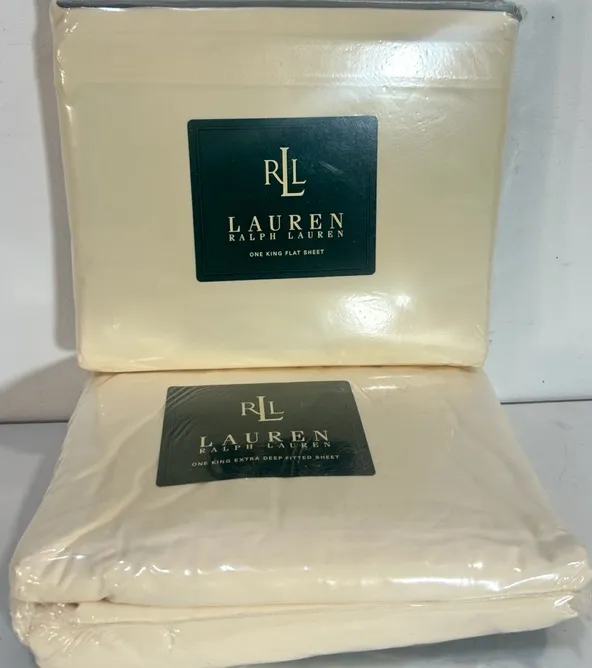 RLL
LAUREN
RALPH LAUREN
ONE KING FLAT SHEET
RLL
LAUREN
RALPH LAUREN
ONE KING EXTRA DEEP FITTED SHEET